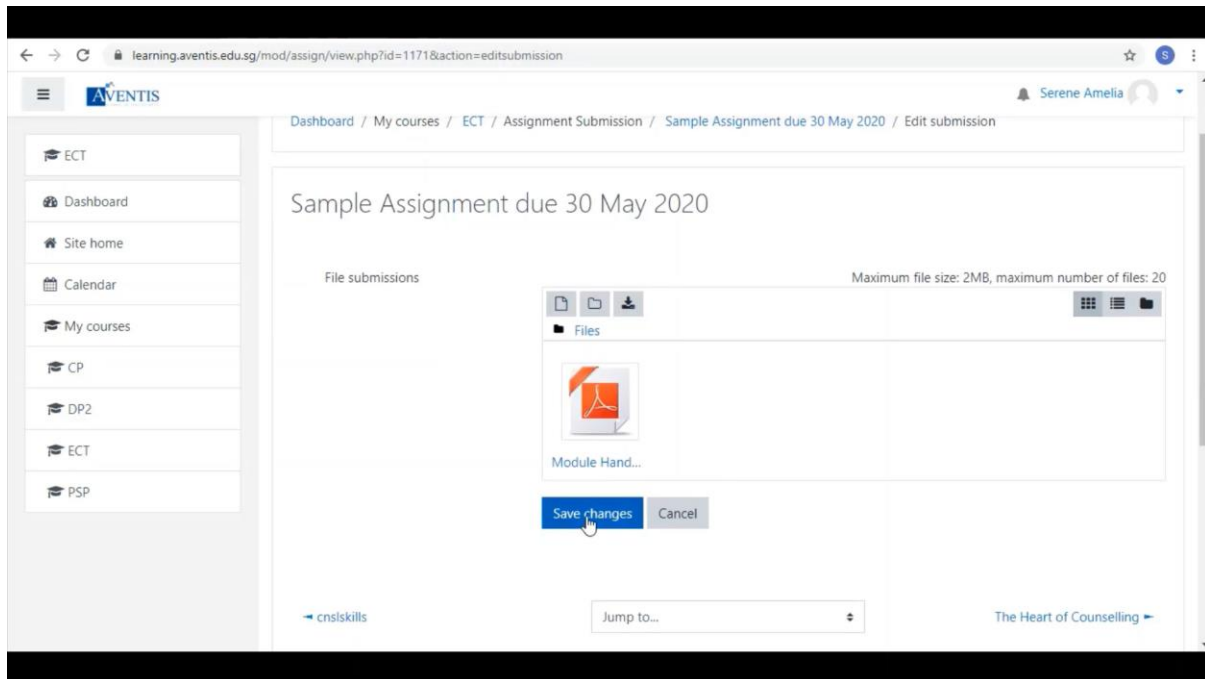 learning.aventis.edu.sg/mod/assign/view.php?id=1171&action=editsubmission
S
AVENTIS
Serene Amelia
Dashboard / My courses / ECT / Assignment Submission / Sample Assignment due 30 May 2020 / Edit submission
ECT
Dashboard
Site home
Calendar
My courses
CP
DP2
ECT
PSP
Sample Assignment due 30 May 2020
File submissions
Maximum file size: 2MB, maximum number of files: 20
Files
Module Hand...
Save changes
Cancel
◄ cnslskills
Jump to...
The Heart of Counselling ►